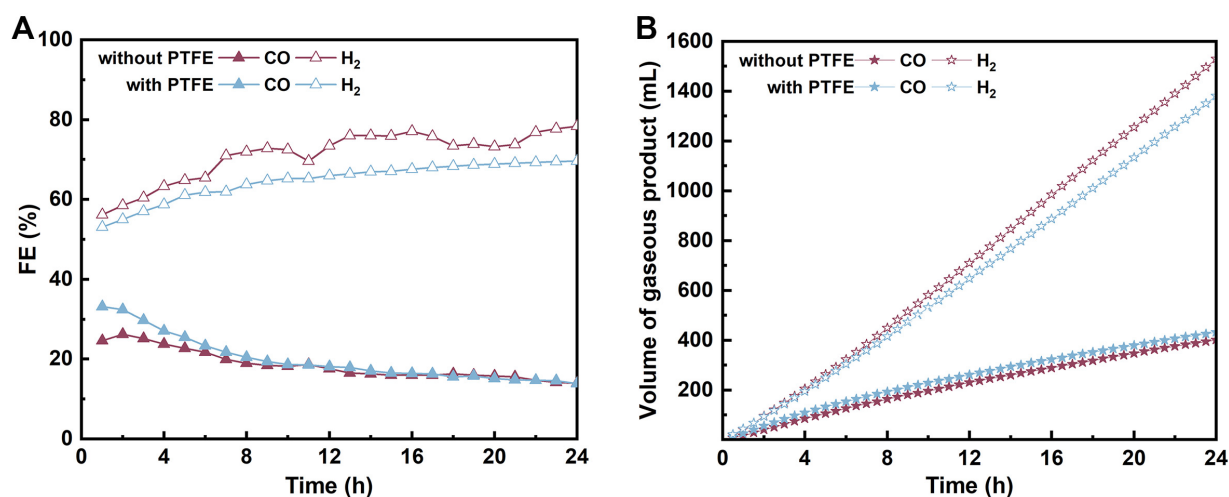 A
100
80
60
40
20
0
FE (%)
without PTFE CO H₂
with PTFE CO H₂
0 4 8 12 16 20 24
Time (h)
B
1600
1400
1200
1000
800
600
400
200
Volume of gaseous product (mL)
without PTFE CO H₂
with PTFE CO H₂
0 4 8 12 16 20 24
Time (h)